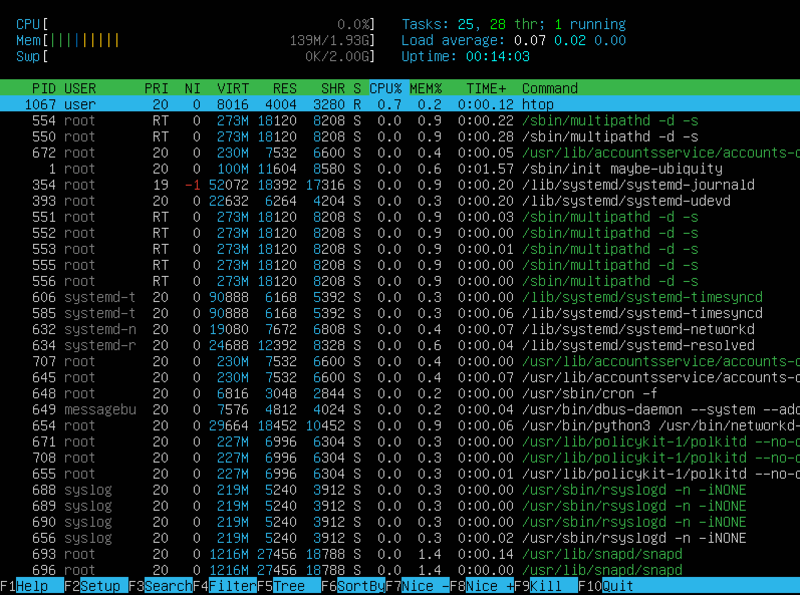 CPU[ 0.0%] Tasks: 25, 28 thr; 1 running
Mem[|||||||||| 139M/1.93G] Load average: 0.07 0.02 0.00
Swp[ 0K/2.00G] Uptime: 00:14:03
PID USER PRI NI VIRT RES SHR S CPU% MEM% TIME+ Command
1067 user 20 0 8016 4004 3280 R 0.7 0.2 0:00.12 htop
554 root RT 0 273M 18120 8208 S 0.0 0.9 0:00.22 /sbin/multipathd -d -s
550 root RT 0 273M 18120 8208 S 0.0 0.9 0:00.28 /sbin/multipathd -d -s
672 root 20 0 230M 7532 6600 S 0.0 0.4 0:00.05 /usr/lib/accountsservice/accounts-d
1 root 20 0 100M 11604 8580 S 0.0 0.6 0:01.57 /sbin/init maybe-ubiquity
354 root 19 -1 52072 18392 17316 S 0.0 0.9 0:00.20 /lib/systemd/systemd-journald
393 root 20 0 22632 6264 4204 S 0.0 0.3 0:00.20 /lib/systemd/systemd-udevd
551 root RT 0 273M 18120 8208 S 0.0 0.9 0:00.03 /sbin/multipathd -d -s
552 root RT 0 273M 18120 8208 S 0.0 0.9 0:00.00 /sbin/multipathd -d -s
553 root RT 0 273M 18120 8208 S 0.0 0.9 0:00.01 /sbin/multipathd -d -s
555 root RT 0 273M 18120 8208 S 0.0 0.9 0:00.00 /sbin/multipathd -d -s
556 root RT 0 273M 18120 8208 S 0.0 0.9 0:00.00 /sbin/multipathd -d -s
606 systemd-t 20 0 90888 6168 5392 S 0.0 0.3 0:00.00 /lib/systemd/systemd-timesyncd
585 systemd-t 20 0 90888 6168 5392 S 0.0 0.3 0:00.06 /lib/systemd/systemd-timesyncd
632 systemd-n 20 0 19080 7672 6808 S 0.0 0.4 0:00.07 /lib/systemd/systemd-networkd
634 systemd-r 20 0 24688 12392 8328 S 0.0 0.6 0:00.04 /lib/systemd/systemd-resolved
707 root 20 0 230M 7532 6600 S 0.0 0.4 0:00.00 /usr/lib/accountsservice/accounts-d
645 root 20 0 230M 7532 6600 S 0.0 0.4 0:00.07 /usr/lib/accountsservice/accounts-d
648 root 20 0 6816 3048 2844 S 0.0 0.2 0:00.00 /usr/sbin/cron -f
649 messagebu 20 0 7576 4812 4024 S 0.0 0.2 0:00.04 /usr/bin/dbus-daemon --system --add
654 root 20 0 29664 18452 10452 S 0.0 0.9 0:00.06 /usr/bin/python3 /usr/bin/networkd-
671 root 20 0 227M 6996 6304 S 0.0 0.3 0:00.00 /usr/lib/policykit-1/polkitd --no-d
708 root 20 0 227M 6996 6304 S 0.0 0.3 0:00.00 /usr/lib/policykit-1/polkitd --no-d
655 root 20 0 227M 6996 6304 S 0.0 0.3 0:00.01 /usr/lib/policykit-1/polkitd --no-d
688 syslog 20 0 219M 5240 3912 S 0.0 0.3 0:00.00 /usr/sbin/rsyslogd -n -iNONE
689 syslog 20 0 219M 5240 3912 S 0.0 0.3 0:00.00 /usr/sbin/rsyslogd -n -iNONE
690 syslog 20 0 219M 5240 3912 S 0.0 0.3 0:00.00 /usr/sbin/rsyslogd -n -iNONE
656 syslog 20 0 219M 5240 3912 S 0.0 0.3 0:00.02 /usr/sbin/rsyslogd -n -iNONE
693 root 20 0 1216M 27456 18788 S 0.0 1.4 0:00.14 /usr/lib/snapd/snapd
696 root 20 0 1216M 27456 18788 S 0.0 1.4 0:00.00 /usr/lib/snapd/snapd
F1Help F2Setup F3SearchF4FilterF5Tree F6SortByF7Nice -F8Nice +F9Kill F10Quit